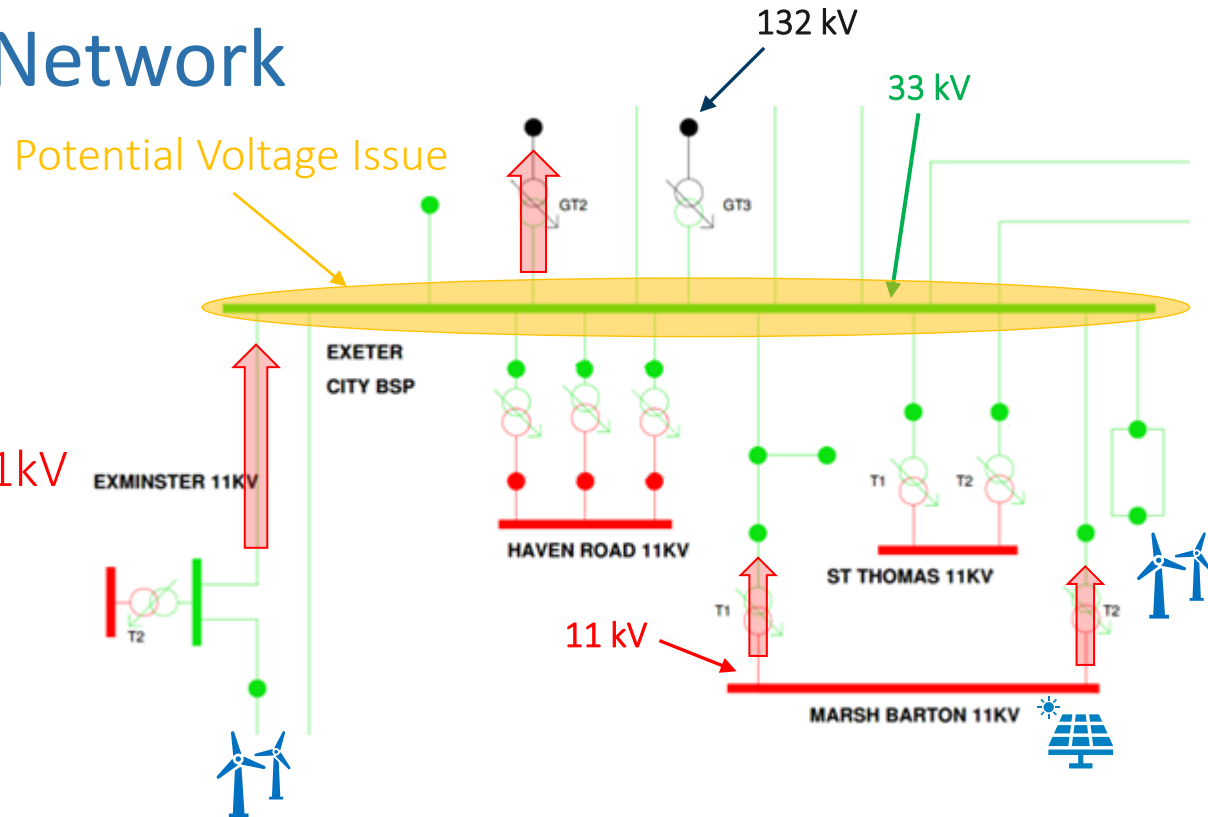 Network
132 kV
33 kV
Potential Voltage Issue
GT2
GT3
EXETER
CITY BSP
1kV
EXMINSTER 11KV
T1
T2
HAVEN ROAD 11KV
ST THOMAS 11KV
T2
T1
T2
11 kV
MARSH BARTON 11KV